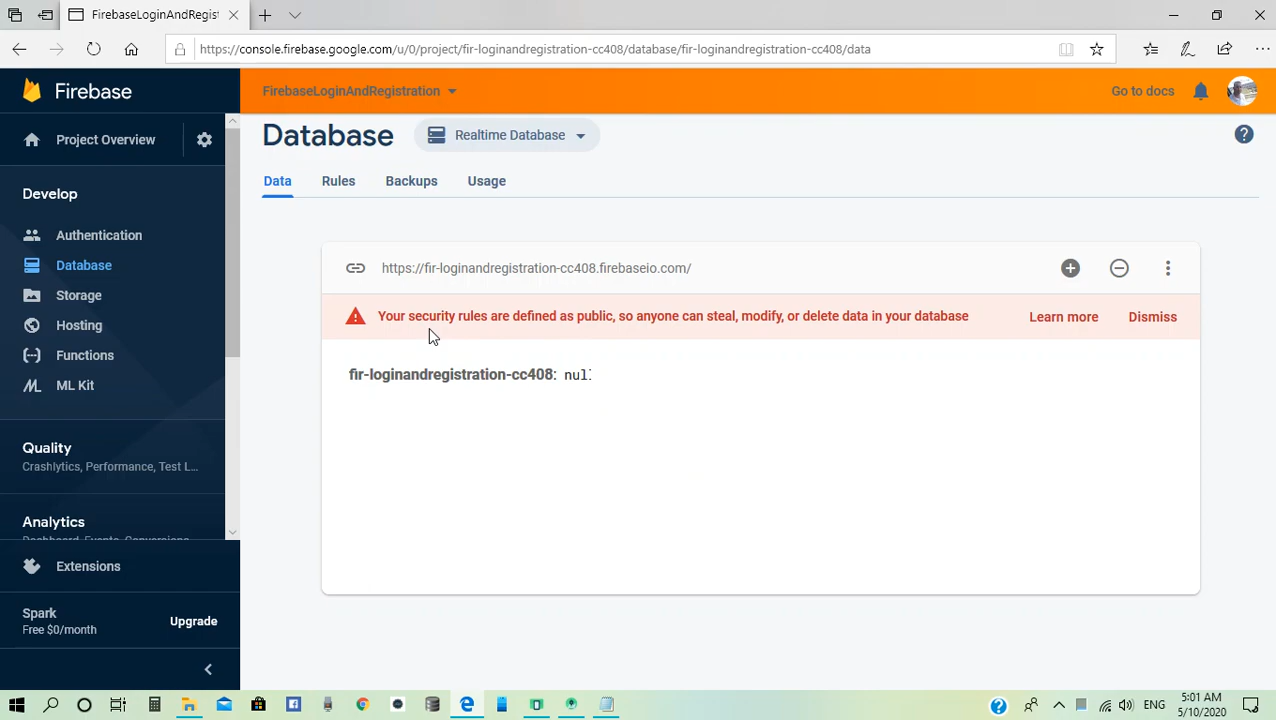 FirebaseLoginAndRegist
https://console.firebase.google.com/u/0/project/fir-loginandregistration-cc408/database/fir-loginandregistration-cc408/data
Firebase
FirebaseLoginAndRegistration
Go to docs
Project Overview
Database
Realtime Database
Data
Rules
Backups
Usage
Develop
Authentication
Database
Storage
Hosting
Functions
ML Kit
Quality
Crashlytics, Performance, Test L...
Analytics
Dashboard, Events, Conversions
Extensions
Spark
Free $0/month
Upgrade
https://fir-loginandregistration-cc408.firebaseio.com/
Your security rules are defined as public, so anyone can steal, modify, or delete data in your database
Learn more
Dismiss
fir-loginandregistration-cc408: null
ENG
5:01 AM
5/10/2020